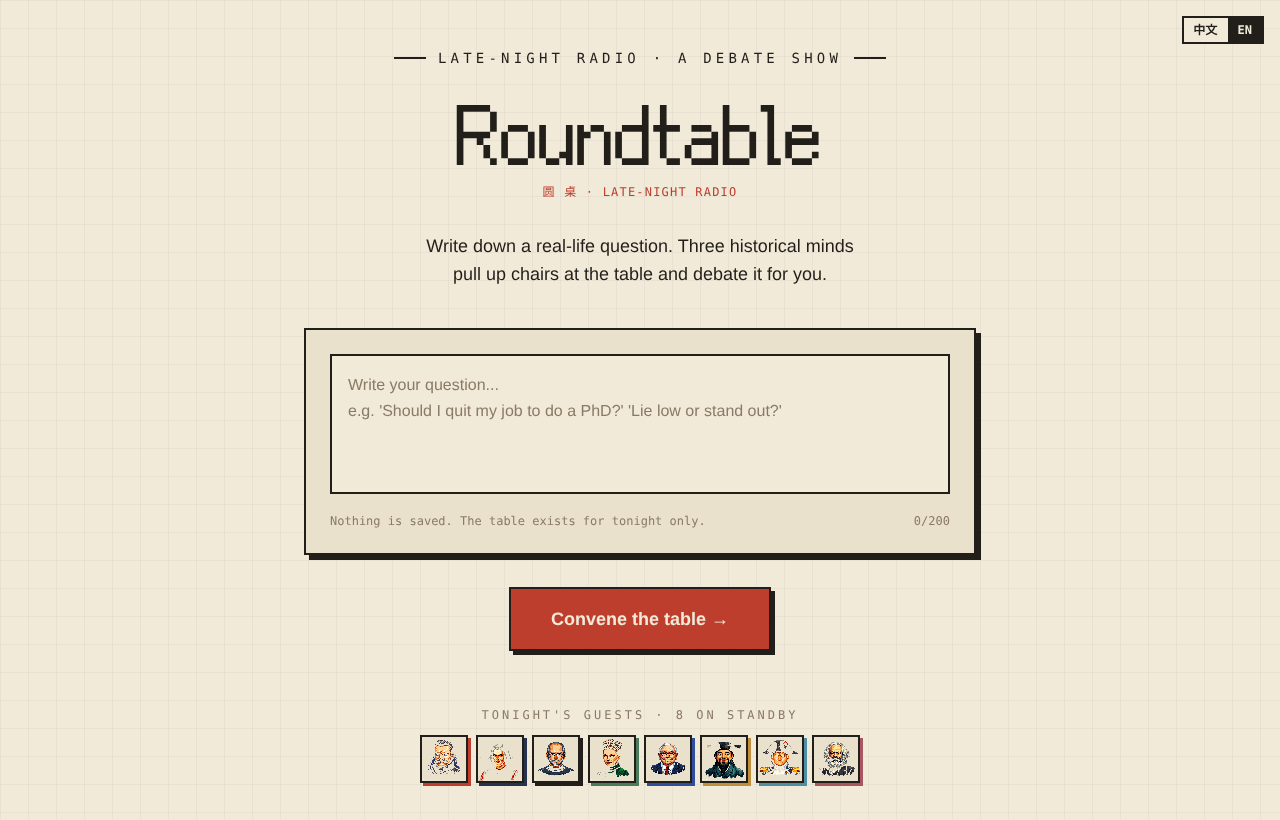 中文 EN
LATE-NIGHT RADIO · A DEBATE SHOW
Roundtable
圆 桌 · LATE-NIGHT RADIO
Write down a real-life question. Three historical minds
pull up chairs at the table and debate it for you.
Write your question...
e.g. 'Should I quit my job to do a PhD?' 'Lie low or stand out?'
Nothing is saved. The table exists for tonight only. 0/200
Convene the table →
TONIGHT'S GUESTS · 8 ON STANDBY